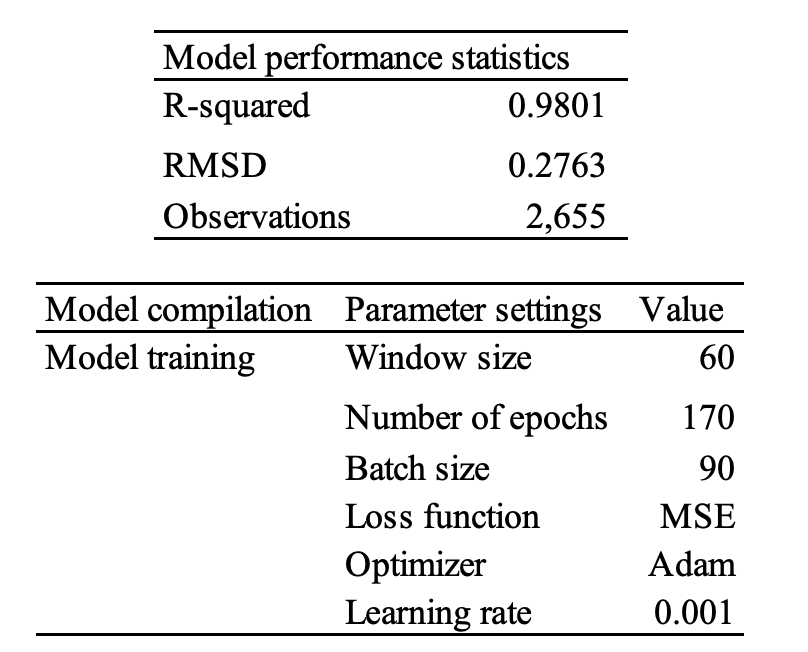 Model performance statistics
R-squared 0.9801
RMSD 0.2763
Observations 2,655
Model compilation Parameter settings Value
Model training Window size 60
Number of epochs 170
Batch size 90
Loss function MSE
Optimizer Adam
Learning rate 0.001